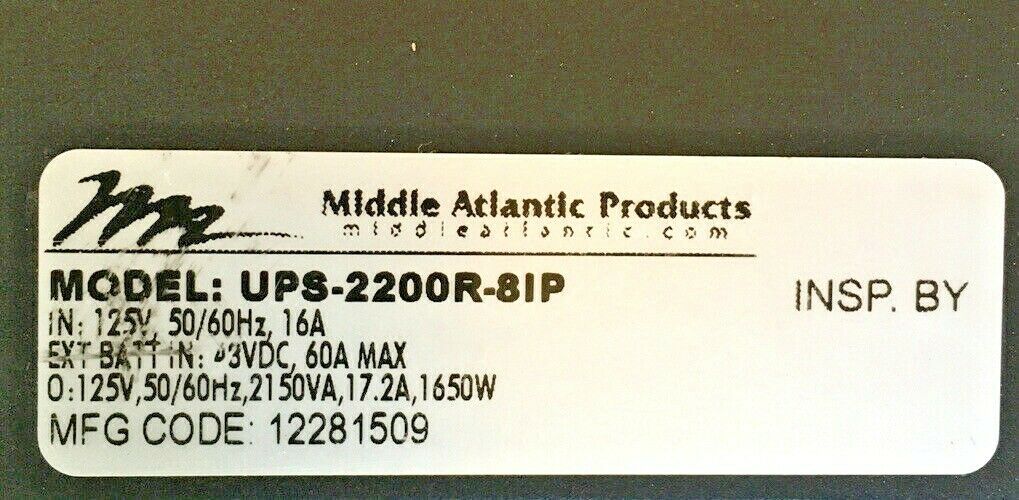 Middle Atlantic Products
middleatlantic.com
MODEL: UPS-2200R-8IP
INSP. BY
IN: 125V, 50/60Hz, 16A
EXT BATT IN: 3VDC, 60A MAX
O:125V,50/60Hz,2150VA,17.2A,1650W
MFG CODE: 12281509